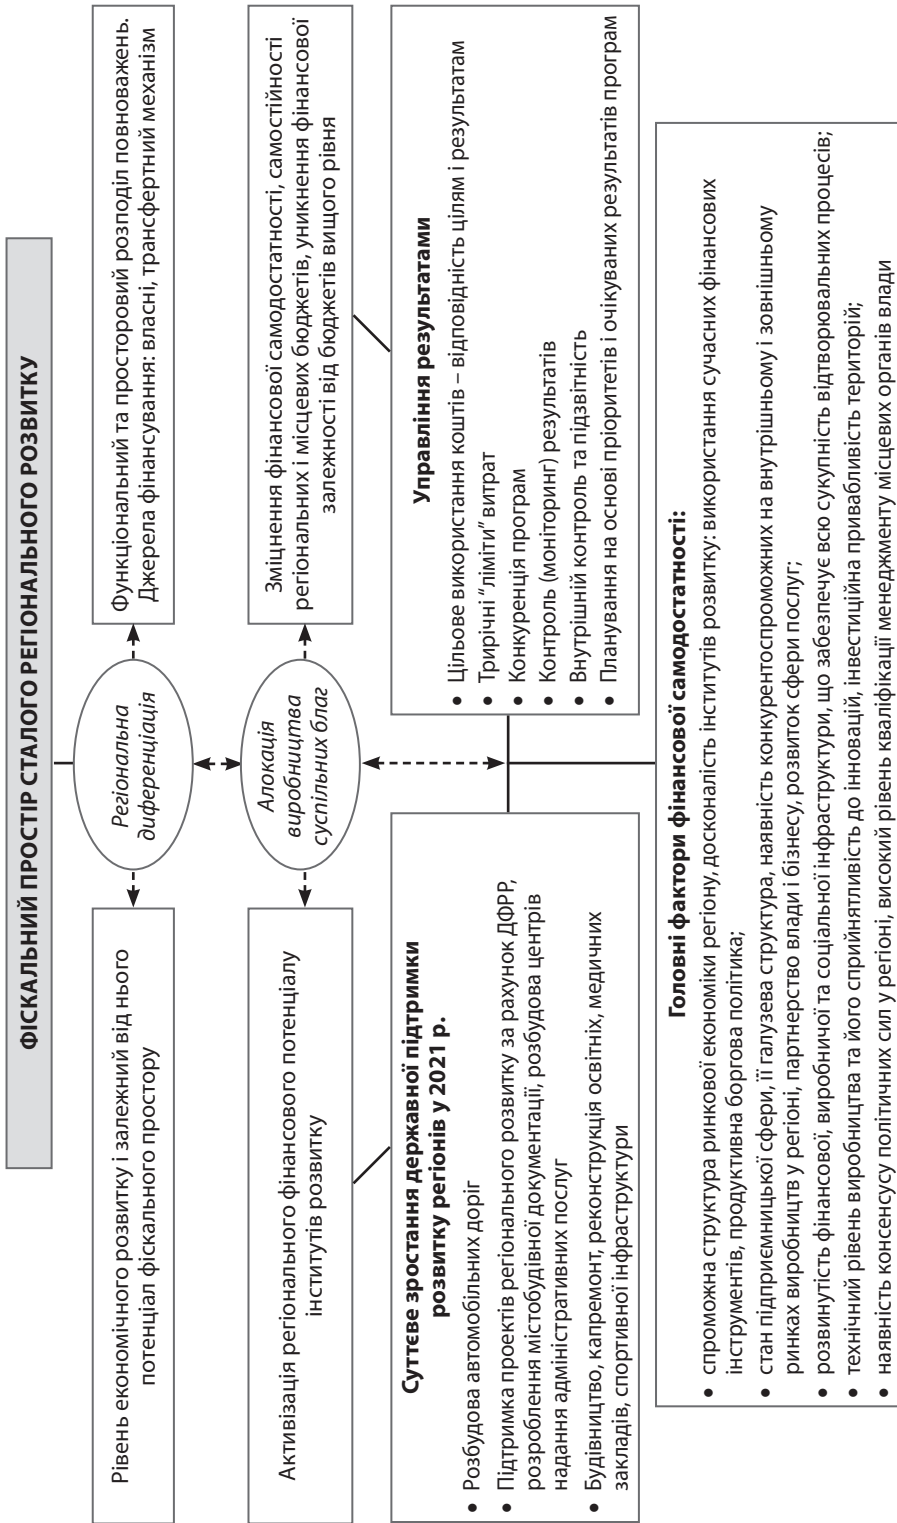 ФІСКАЛЬНИЙ ПРОСТІР СТАЛОГО РЕГІОНАЛЬНОГО РОЗВИТКУ
Рівень економічного розвитку і залежний від нього
потенціал фіскального простору
Регіональна
диференціація
Функціональний та просторовий розподіл повноважень.
Джерела фінансування: власні, трансфертний механізм
Активізація регіонального фінансового потенціалу
інститутів розвитку
Алокація
виробництва
суспільних благ
Зміцнення фінансової самодостатності, самостійності
регіональних і місцевих бюджетів, уникнення фінансової
залежності від бюджетів вищого рівня
Суттєве зростання державної підтримки
розвитку регіонів у 2021 р.
• Розбудова автомобільних доріг
• Підтримка проектів регіонального розвитку за рахунок ДФРР,
розроблення містобудівної документації, розбудова центрів
надання адміністративних послуг
• Будівництво, капремонт, реконструкція освітніх, медичних
закладів, спортивної інфраструктури
Управління результатами
• Цільове використання коштів – відповідність цілям і результатам
• Трирічні “ліміти” витрат
• Конкуренція програм
• Контроль (моніторинг) результатів
• Внутрішній контроль та підзвітність
• Планування на основі пріоритетів і очікуваних результатів програм
Головні фактори фінансової самодостатності:
• спроможна структура ринкової економіки регіону, досконалість інститутів розвитку: використання сучасних фінансових
інструментів, продуктивна боргова політика;
• стан підприємницької сфери, її галузева структура, наявність конкурентоспроможних на внутрішньому і зовнішньому
ринках виробництв у регіоні, партнерство влади і бізнесу, розвиток сфери послуг;
• розвинутість фінансової, виробничої та соціальної інфраструктури, що забезпечує всю сукупність відтворювальних процесів;
• технічний рівень виробництва та його сприйнятливість до інновацій, інвестиційна привабливість територій;
• наявність консенсусу політичних сил у регіоні, високий рівень кваліфікації менеджменту місцевих органів влади